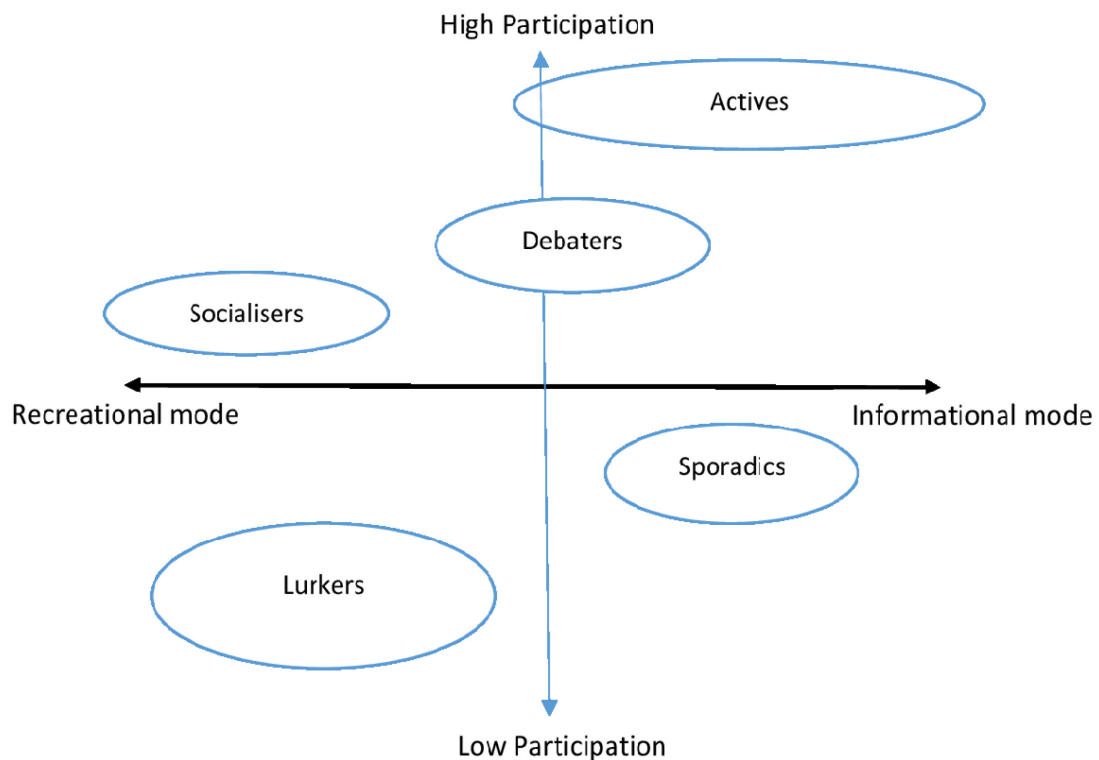 High Participation
Actives
Debaters
Socialisers
Recreational mode
Informational mode
Sporadics
Lurkers
Low Participation